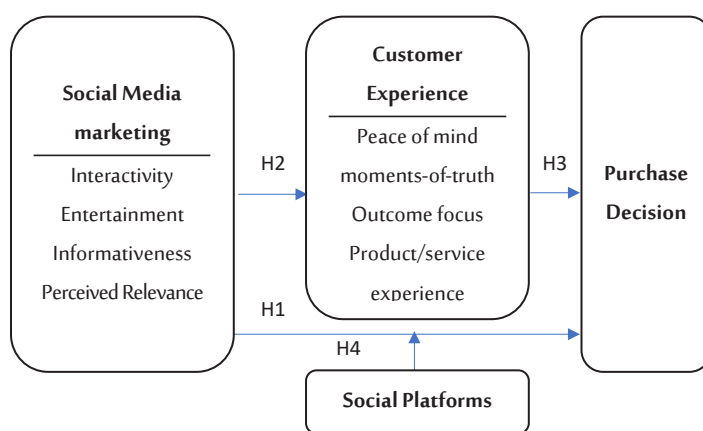 Social Media
marketing
Interactivity
Entertainment
Informativeness
Perceived Relevance
H2
Customer
Experience
Peace of mind
moments-of-truth
Outcome focus
Product/service
experience
H3
Purchase
Decision
H1
H4
Social Platforms